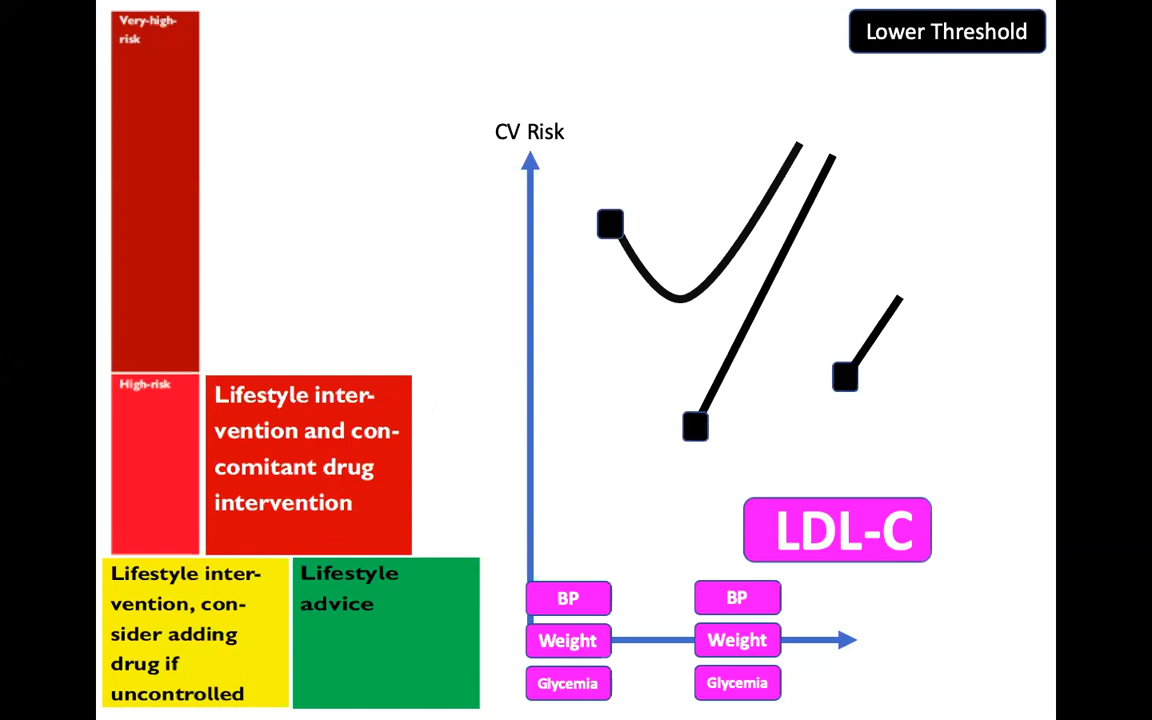 Very-high-
risk
Lower Threshold
CV Risk
High-risk
Lifestyle inter-
vention and con-
comitant drug
intervention
LDL-C
Lifestyle inter-
vention, con-
sider adding
drug if
uncontrolled
Lifestyle
advice
BP
Weight
Glycemia
BP
Weight
Glycemia